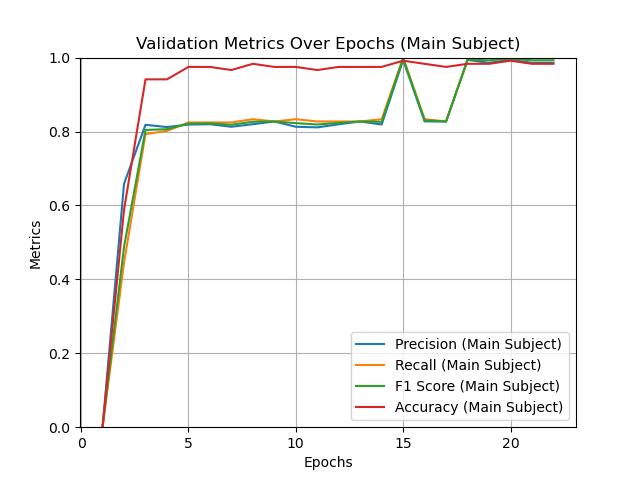 Validation Metrics Over Epochs (Main Subject)
1.0
0.8
0.6
0.4
0.2
0.0
Metrics
0
5
10
15
20
Epochs
Precision (Main Subject)
Recall (Main Subject)
F1 Score (Main Subject)
Accuracy (Main Subject)